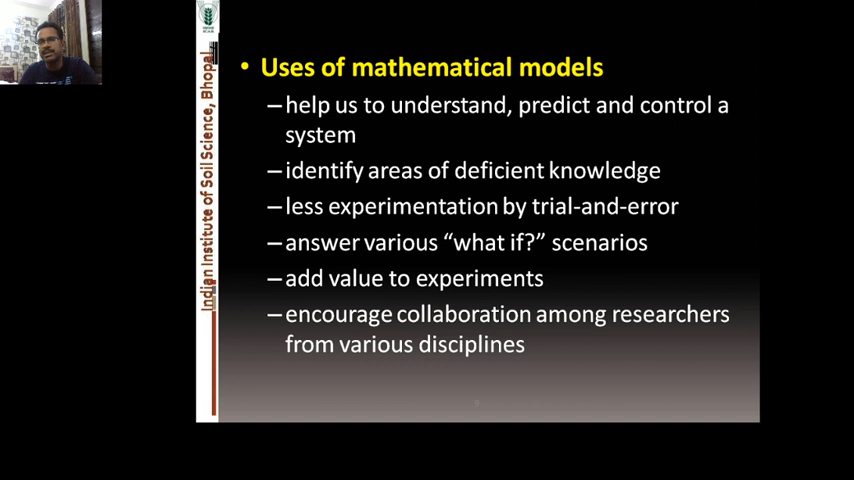 Indian Institute of Soil Science, Bhopal
• Uses of mathematical models
–help us to understand, predict and control a
system
–identify areas of deficient knowledge
–less experimentation by trial-and-error
–answer various “what if?” scenarios
–add value to experiments
–encourage collaboration among researchers
from various disciplines